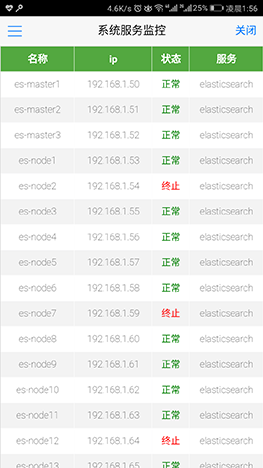 4.6K/s 25% 凌晨1:56
系统服务监控 关闭
名称 ip 状态 服务
es-master1 192.168.1.50 正常 elasticsearch
es-master2 192.168.1.51 正常 elasticsearch
es-master3 192.168.1.52 正常 elasticsearch
es-node1 192.168.1.53 正常 elasticsearch
es-node2 192.168.1.54 终止 elasticsearch
es-node3 192.168.1.55 正常 elasticsearch
es-node4 192.168.1.56 正常 elasticsearch
es-node5 192.168.1.57 正常 elasticsearch
es-node6 192.168.1.58 正常 elasticsearch
es-node7 192.168.1.59 终止 elasticsearch
es-node8 192.168.1.60 正常 elasticsearch
es-node9 192.168.1.61 正常 elasticsearch
es-node10 192.168.1.62 正常 elasticsearch
es-node11 192.168.1.63 正常 elasticsearch
es-node12 192.168.1.64 终止 elasticsearch
es-node13 192.168.1.65 正常 elasticsearch